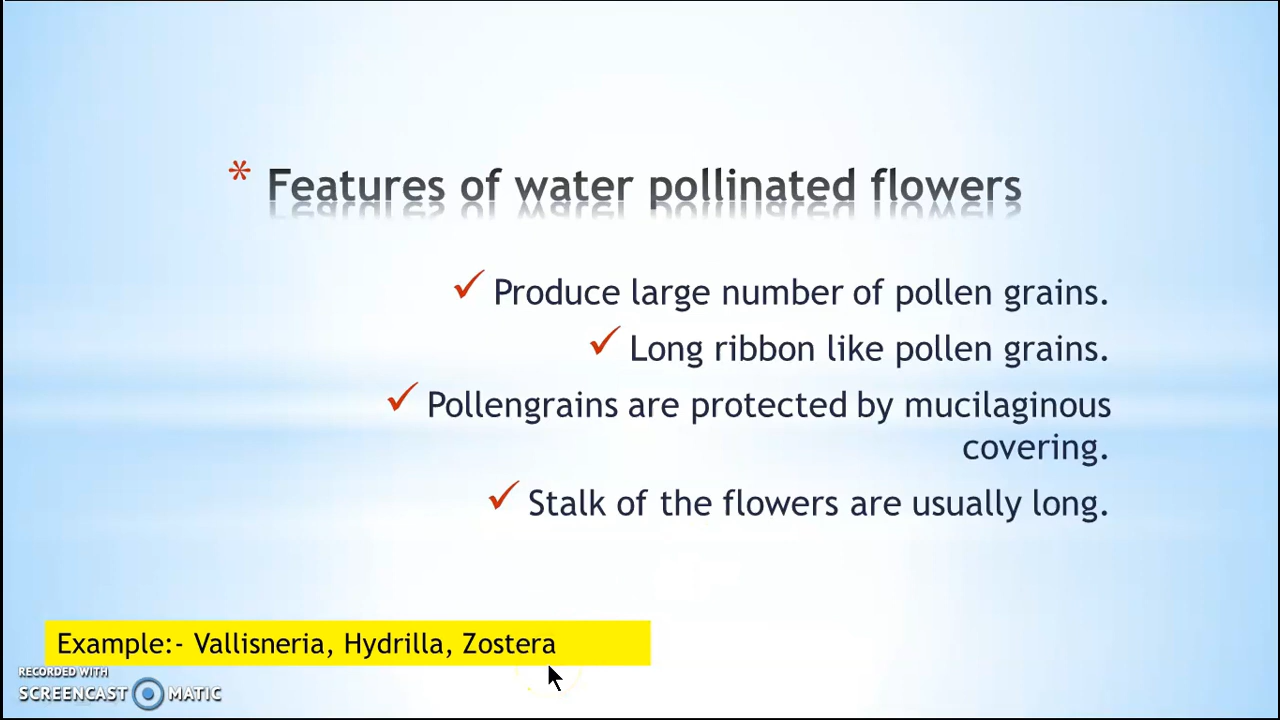 * Features of water pollinated flowers
✓ Produce large number of pollen grains.
✓ Long ribbon like pollen grains.
✓ Pollengrains are protected by mucilaginous
covering.
✓ Stalk of the flowers are usually long.
Example:- Vallisneria, Hydrilla, Zostera
RECORDED WITH
SCREENCAST MATIC